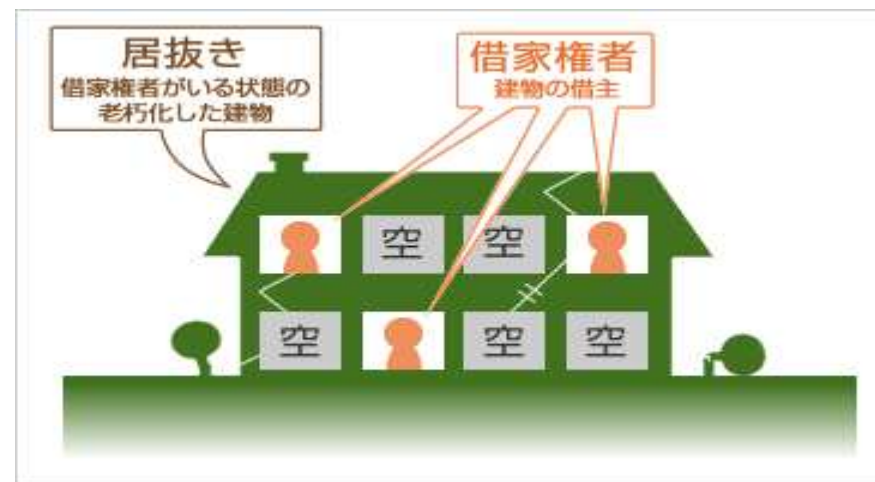 居抜き
借家権者がいる状態の
老朽化した建物
借家権者
建物の借主
空 空
空 空 空